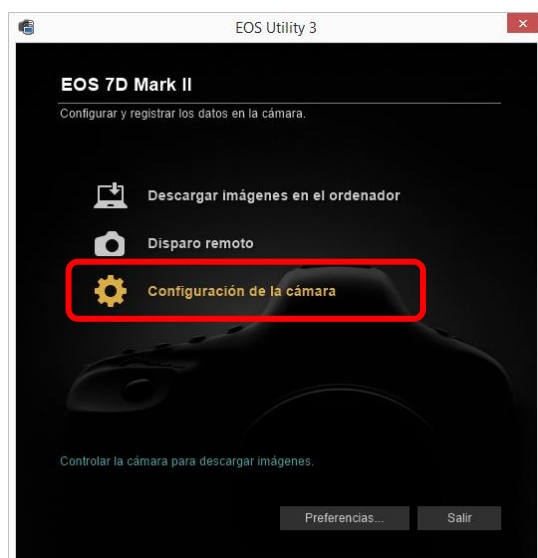 EOS Utility 3
EOS 7D Mark II
Configurar y registrar los datos en la cámara.
Descargar imágenes en el ordenador
Disparo remoto
Configuración de la cámara
Controlar la cámara para descargar imágenes.
Preferencias... Salir